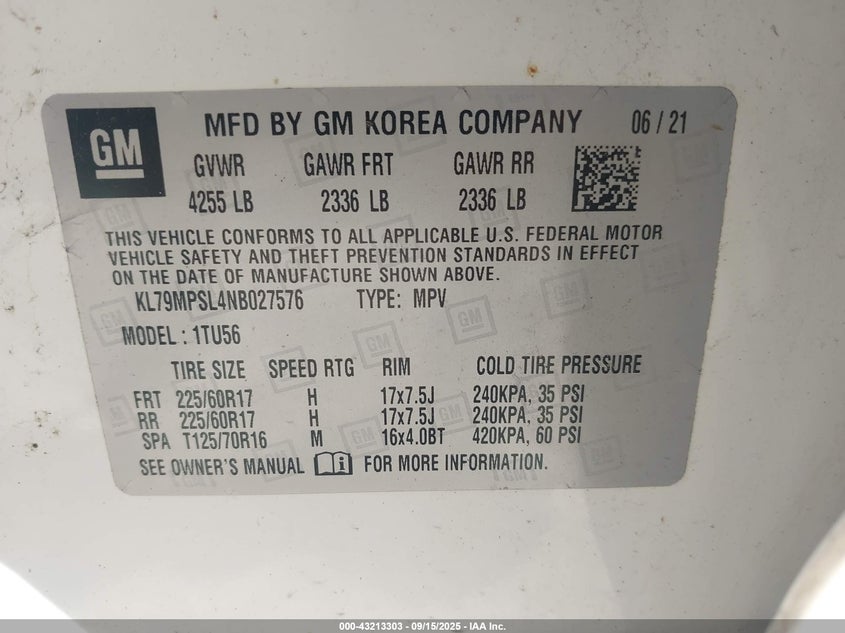 GM
MFD BY GM KOREA COMPANY 06 / 21
GVWR GAWR FRT GAWR RR
4255 LB 2336 LB 2336 LB
THIS VEHICLE CONFORMS TO ALL APPLICABLE U.S. FEDERAL MOTOR
VEHICLE SAFETY AND THEFT PREVENTION STANDARDS IN EFFECT
ON THE DATE OF MANUFACTURE SHOWN ABOVE.
KL79MPSL4NB027576 TYPE: MPV
MODEL : 1TU56
TIRE SIZE SPEED RTG RIM COLD TIRE PRESSURE
FRT 225/60R17 H 17x7.5J 240KPA, 35 PSI
RR 225/60R17 H 17x7.5J 240KPA, 35 PSI
SPA T125/70R16 M 16x4.0BT 420KPA, 60 PSI
SEE OWNER'S MANUAL FOR MORE INFORMATION.
000-43213303 - 09/15/2025 - IAA Inc.